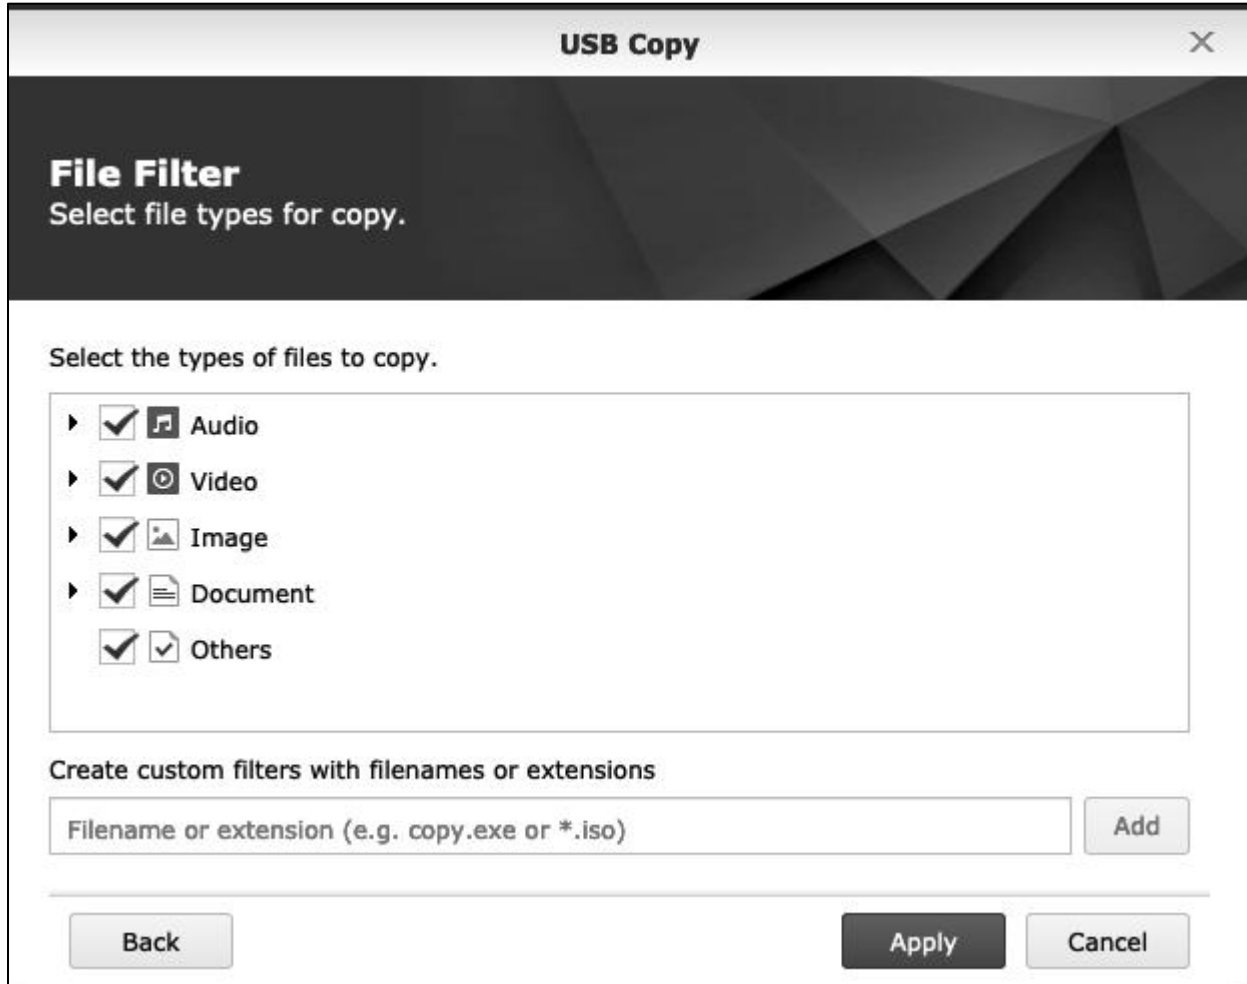 USB Copy
File Filter
Select file types for copy.
Select the types of files to copy.
Audio
Video
Image
Document
Others
Create custom filters with filenames or extensions
Filename or extension (e.g. copy.exe or *.iso)
Add
Back
Apply
Cancel